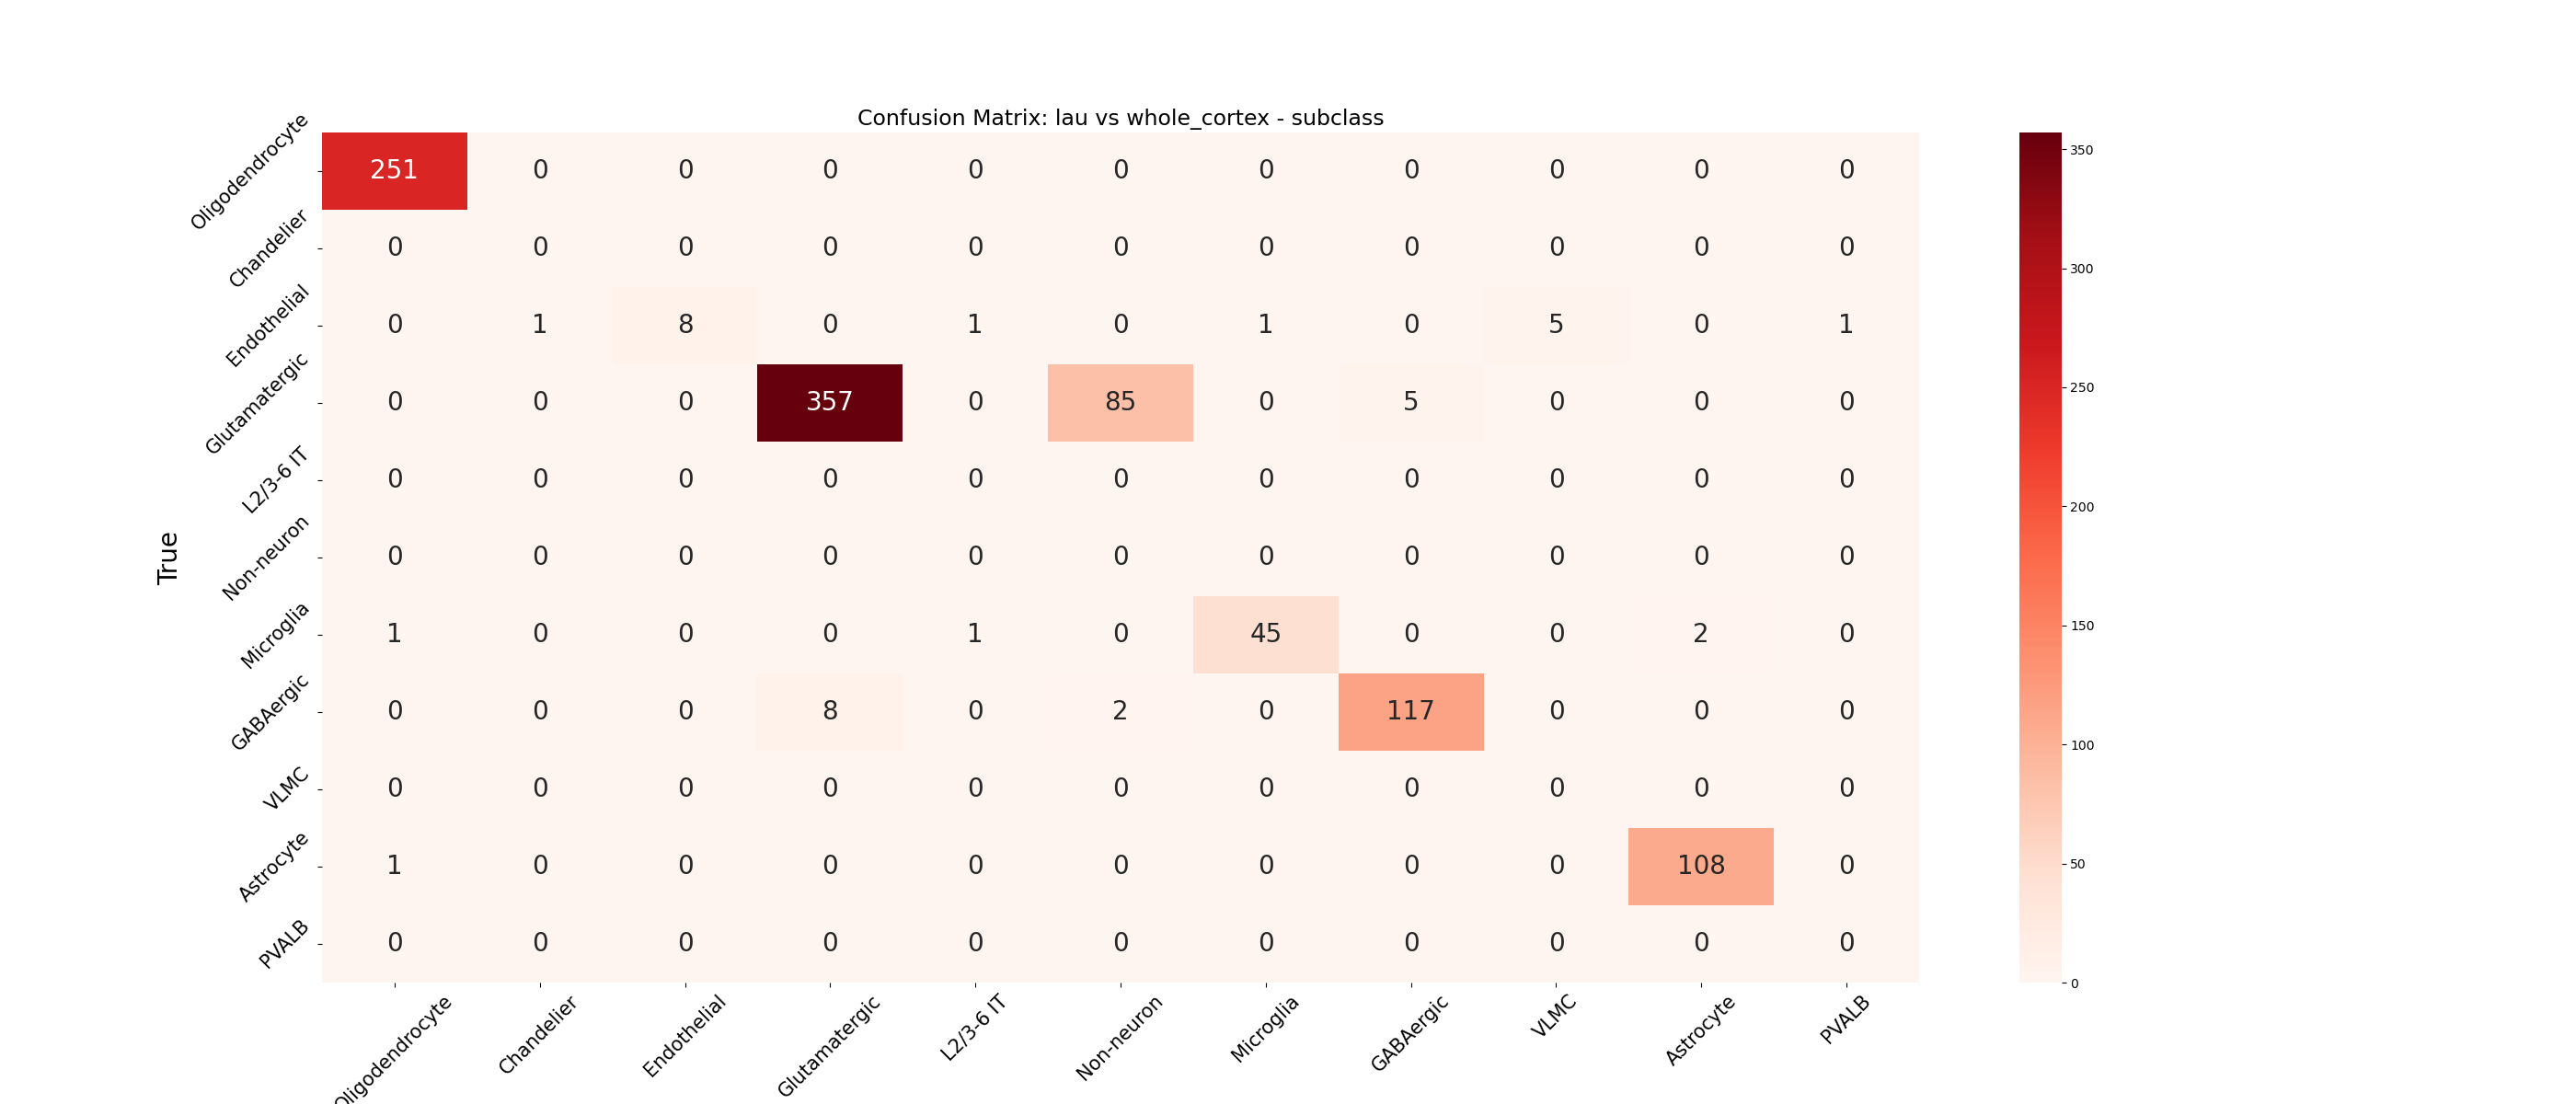 Confusion Matrix: lau vs whole_cortex - subclass
True
Oligodendrocyte 251 0 0 0 0 0 0 0 0 0 0
Chandelier 0 0 0 0 0 0 0 0 0 0 0
Endothelial 0 1 8 0 1 0 1 0 5 0 1
Glutamatergic 0 0 0 357 0 85 0 5 0 0 0
L2/3-6 IT 0 0 0 0 0 0 0 0 0 0 0
Non-neuron 0 0 0 0 0 0 0 0 0 0 0
Microglia 1 0 0 0 1 0 45 0 0 2 0
GABAergic 0 0 0 8 0 2 0 117 0 0 0
VLMC 0 0 0 0 0 0 0 0 0 0 0
Astrocyte 1 0 0 0 0 0 0 0 0 108 0
PVALB 0 0 0 0 0 0 0 0 0 0 0
Oligodendrocyte Chandelier Endothelial Glutamatergic L2/3-6 IT Non-neuron Microglia GABAergic VLMC Astrocyte PVALB
350
300
250
200
150
100
50
0